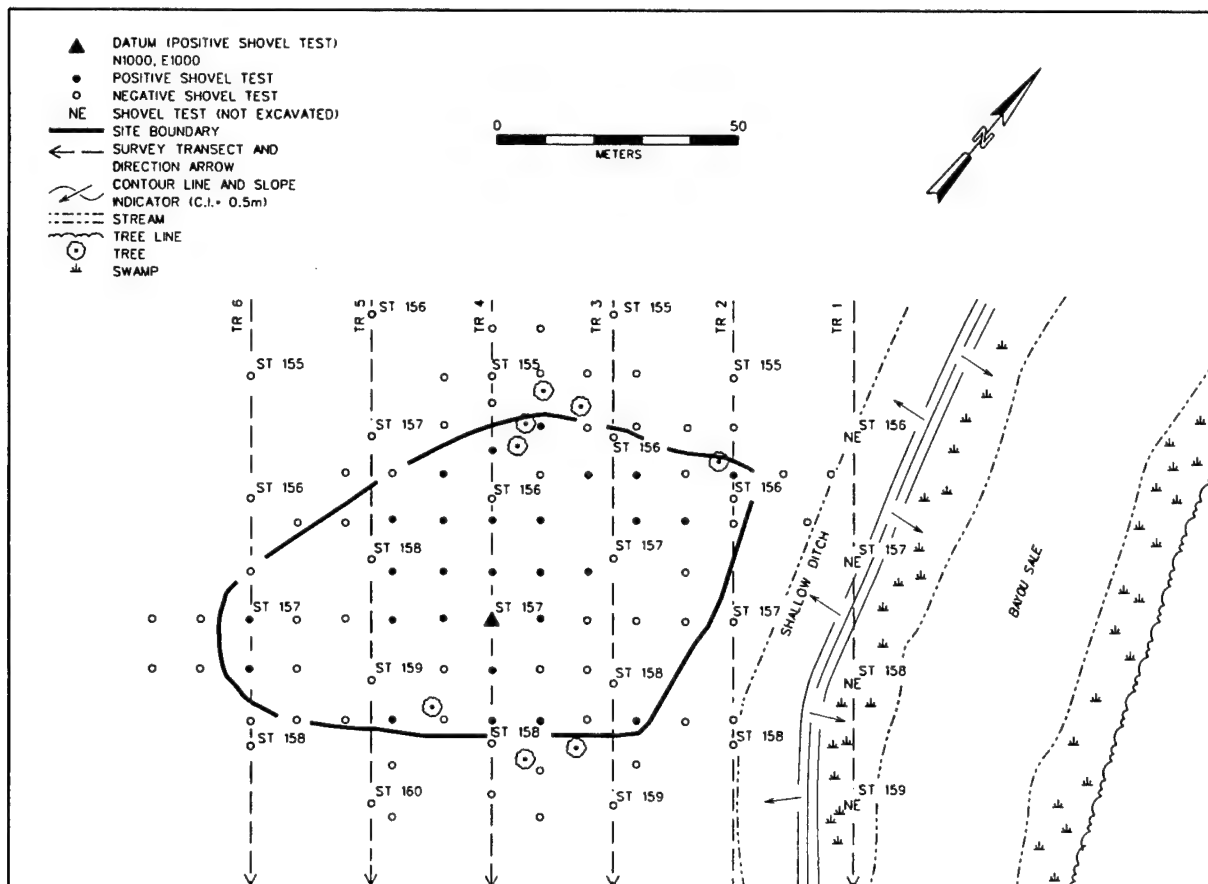 DATUM (POSITIVE SHOVEL TEST)
N1000, E1000
POSITIVE SHOVEL TEST
NEGATIVE SHOVEL TEST
NE SHOVEL TEST (NOT EXCAVATED)
SITE BOUNDARY
SURVEY TRANSECT AND
DIRECTION ARROW
CONTOUR LINE AND SLOPE
INDICATOR (C.I.= 0.5m)
STREAM
TREE LINE
TREE
SWAMP
0 50
METERS
N
TR 6
TR 5
TR 4
TR 3
TR 2
TR 1
ST 156
ST 155
ST 155
ST 155
ST 155
ST 157
ST 156
NE
ST 156
ST 156
ST 156
ST 156
ST 158
ST 157
NE
ST 157
ST 157
ST 157
ST 157
ST 159
ST 158
NE
ST 158
ST 158
ST 158
ST 158
ST 160
ST 159
NE
ST 159
SHALLOW DITCH
BAYOU SALE